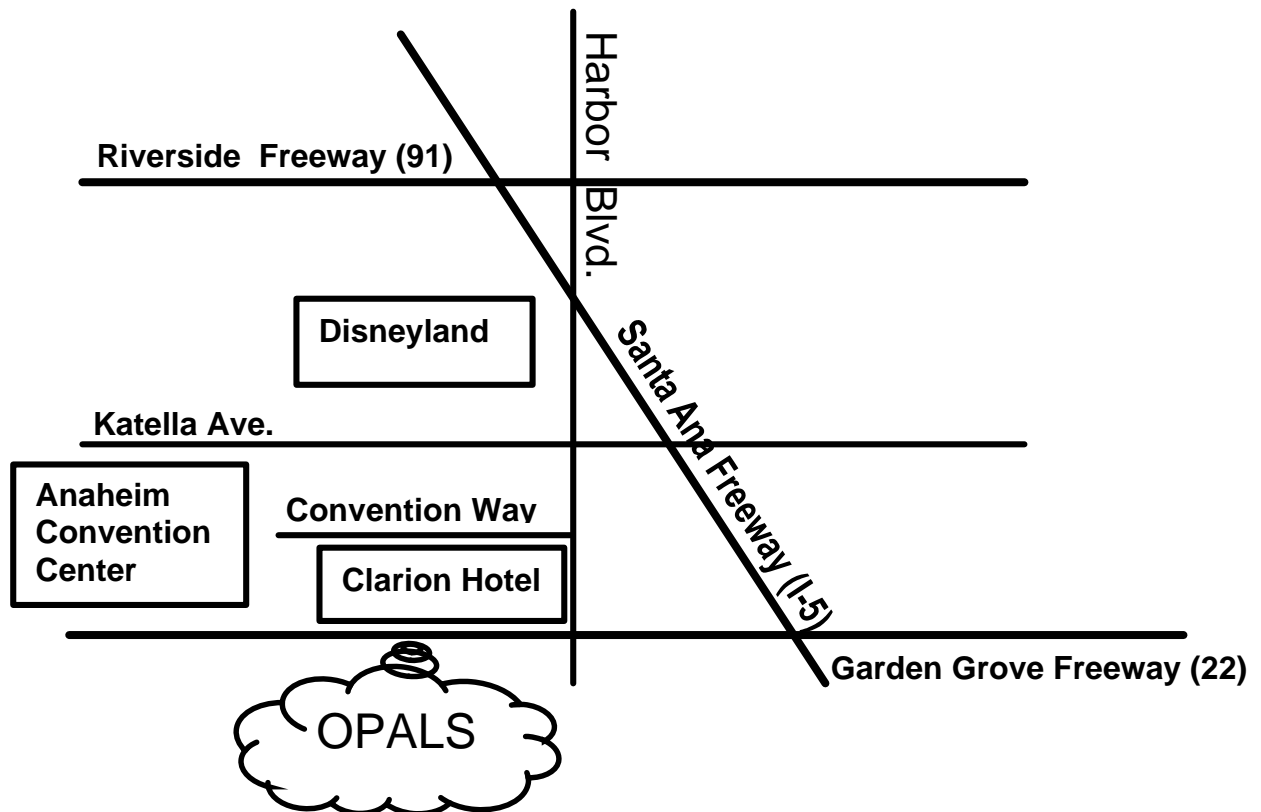 Harbor Blvd.
Riverside Freeway (91)
Disneyland
Santa Ana Freeway (I-5)
Katella Ave.
Anaheim
Convention
Center
Convention Way
Clarion Hotel
Garden Grove Freeway (22)
OPALS